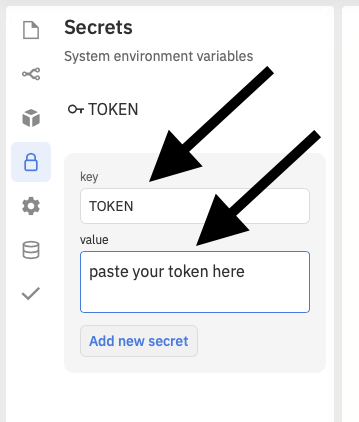 Secrets
System environment variables
TOKEN
key
TOKEN
value
paste your token here
Add new secret